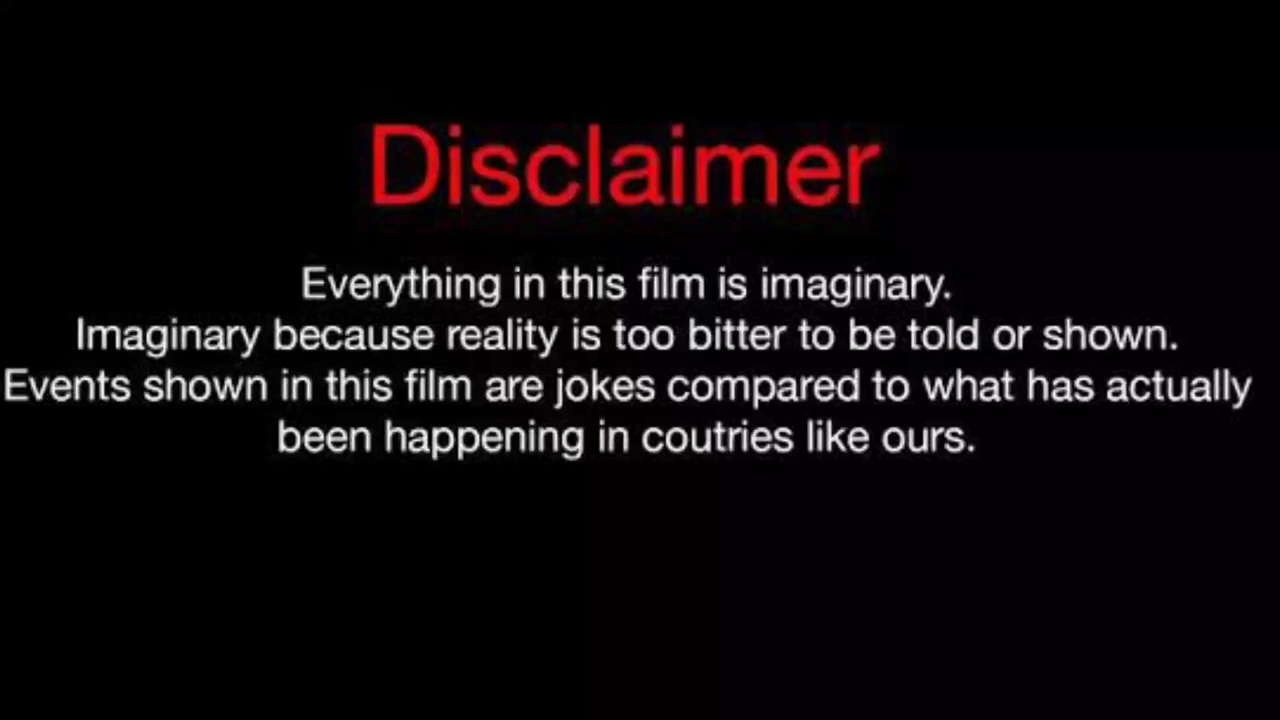 Disclaimer
Everything in this film is imaginary.
Imaginary because reality is too bitter to be told or shown.
Events shown in this film are jokes compared to what has actually
been happening in coutries like ours.